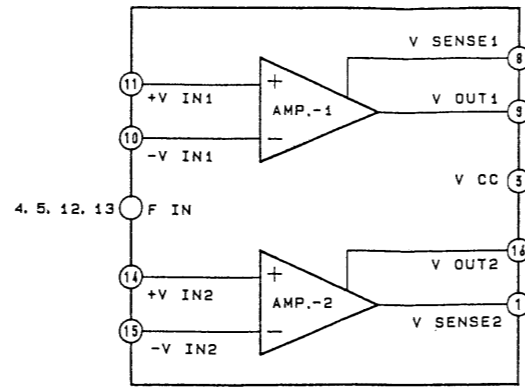 V SENSE1
8
11
+V IN1
+
AMP.-1
V OUT1
9
10
-V IN1
-
V CC
3
4, 5, 12, 13
F IN
16
V OUT2
14
+V IN2
+
AMP.-2
1
V SENSE2
15
-V IN2
-